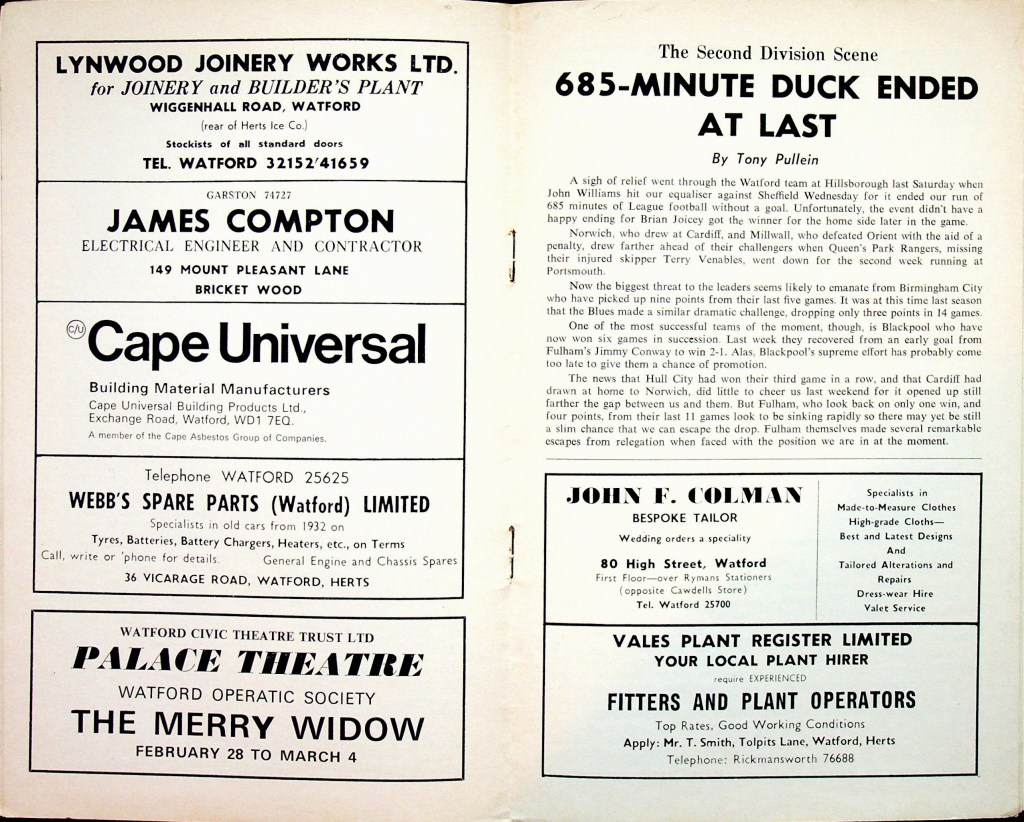 LYNWOOD JOINERY WORKS LTD.
for JOINERY and BUILDER'S PLANT
WIGGENHALL ROAD, WATFORD
(rear of Herts Ice Co.)
Stockists of all standard doors
TEL. WATFORD 32152'41659
GARSTON 74727
JAMES COMPTON
ELECTRICAL ENGINEER AND CONTRACTOR
149 MOUNT PLEASANT LANE
BRICKET WOOD
C/U Cape Universal
Building Material Manufacturers
Cape Universal Building Products Ltd.,
Exchange Road, Watford, WD1 7EQ.
A member of the Cape Asbestos Group of Companies.
Telephone WATFORD 25625
WEBB'S SPARE PARTS (Watford) LIMITED
Specialists in old cars from 1932 on
Tyres, Batteries, Battery Chargers, Heaters, etc., on Terms
Call, write or 'phone for details. General Engine and Chassis Spares
36 VICARAGE ROAD, WATFORD, HERTS
WATFORD CIVIC THEATRE TRUST LTD
PALACE THEATRE
WATFORD OPERATIC SOCIETY
THE MERRY WIDOW
FEBRUARY 28 TO MARCH 4
The Second Division Scene
685-MINUTE DUCK ENDED
AT LAST
By Tony Pullein
A sigh of relief went through the Watford team at Hillsborough last Saturday when
John Williams hit our equaliser against Sheffield Wednesday for it ended our run of
685 minutes of League football without a goal. Unfortunately, the event didn't have a
happy ending for Brian Joicey got the winner for the home side later in the game.
Norwich, who drew at Cardiff, and Millwall, who defeated Orient with the aid of a
penalty, drew farther ahead of their challengers when Queen's Park Rangers, missing
their injured skipper Terry Venables, went down for the second week running at
Portsmouth.
Now the biggest threat to the leaders seems likely to emanate from Birmingham City
who have picked up nine points from their last five games. It was at this time last season
that the Blues made a similar dramatic challenge, dropping only three points in 14 games.
One of the most successful teams of the moment, though, is Blackpool who have
now won six games in succession. Last week they recovered from an early goal from
Fulham's Jimmy Conway to win 2-1. Alas, Blackpool's supreme effort has probably come
too late to give them a chance of promotion.
The news that Hull City had won their third game in a row, and that Cardiff had
drawn at home to Norwich, did little to cheer us last weekend for it opened up still
farther the gap between us and them. But Fulham, who look back on only one win, and
four points, from their last 11 games look to be sinking rapidly so there may yet be still
a slim chance that we can escape the drop. Fulham themselves made several remarkable
escapes from relegation when faced with the position we are in at the moment.
JOHN F. COLMAN
BESPOKE TAILOR
Wedding orders a speciality
80 High Street, Watford
First Floor—over Rymans Stationers
(opposite Cawdells Store)
Tel. Watford 25700
Specialists in
Made-to-Measure Clothes
High-grade Cloths—
Best and Latest Designs
And
Tailored Alterations and
Repairs
Dress-wear Hire
Valet Service
VALES PLANT REGISTER LIMITED
YOUR LOCAL PLANT HIRER
require EXPERIENCED
FITTERS AND PLANT OPERATORS
Top Rates, Good Working Conditions
Apply: Mr. T. Smith, Tolpits Lane, Watford, Herts
Telephone: Rickmansworth 76688